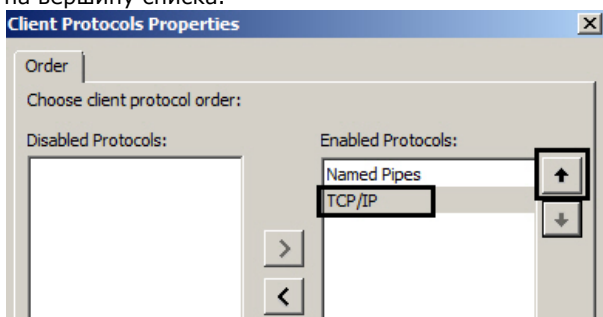 на вершину списка.
Client Protocols Properties
Order
Choose client protocol order:
Disabled Protocols:
Enabled Protocols:
Named Pipes
TCP/IP